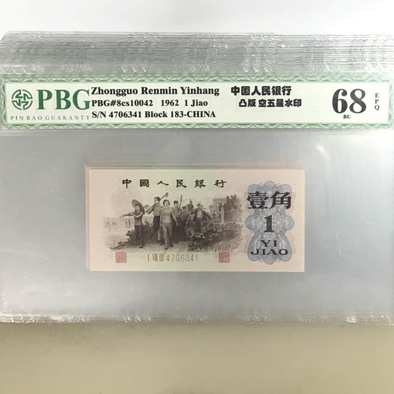 PBG
PIN BAO GUARANTY
Zhongguo Renmin Yinhang
PBG#8cs10042 1962 1 Jiao
S/N 4706341 Block 183-CHINA
中国人民银行
凸版 空五星水印
68
EPQ
中國人民銀行
壹角
1
YI
JIAO
4706341